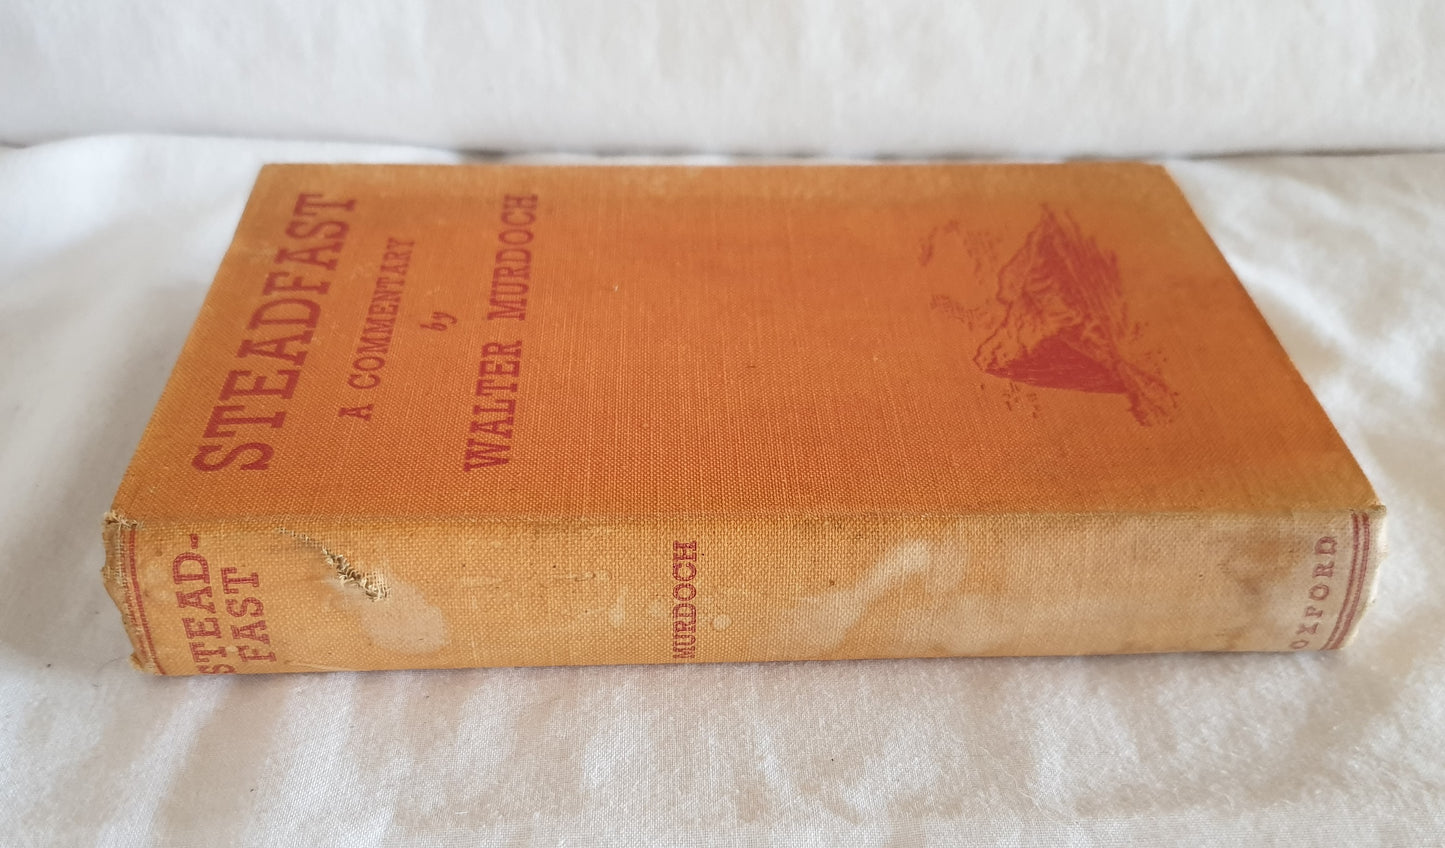 STEADFAST
A COMMENTARY
by
WALTER MURDOCH
STEAD-
FAST
MURDOCH
OXFORD